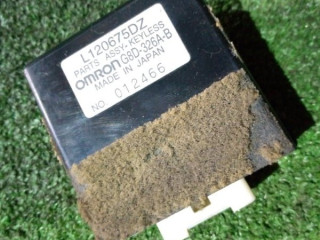 L120675DZ
PARTS ASSY-KEYLESS
OMRON G8D-326A-B
MADE IN JAPAN
NO. 012466